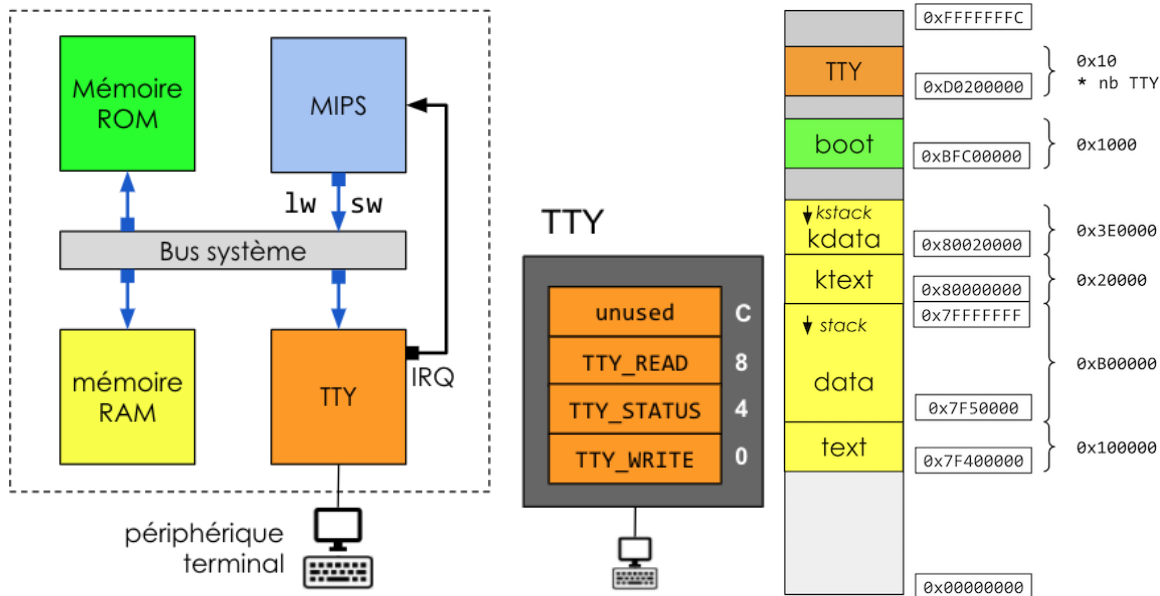 Mémoire
ROM
MIPS
lw
sw
Bus système
mémoire
RAM
TTY
IRQ
périphérique
terminal
TTY
unused
C
TTY_READ
8
TTY_STATUS
4
TTY_WRITE
0
0xFFFFFFFC
TTY
0xD0200000
0x10
* nb TTY
boot
0xBFC00000
0x1000
kstack
kdata
0x80020000
0x3E0000
ktext
0x80000000
0x20000
0x7FFFFFFF
stack
data
0x7F500000
0xB00000
text
0x7F400000
0x100000
0x00000000